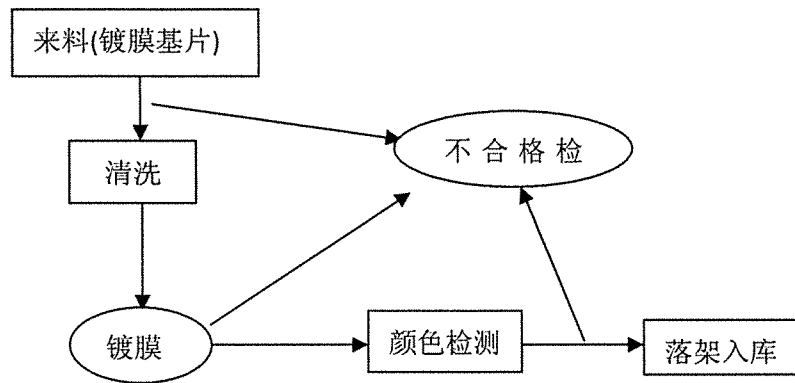 来料(镀膜基片)
不合格检
清洗
镀膜
颜色检测
落架入库